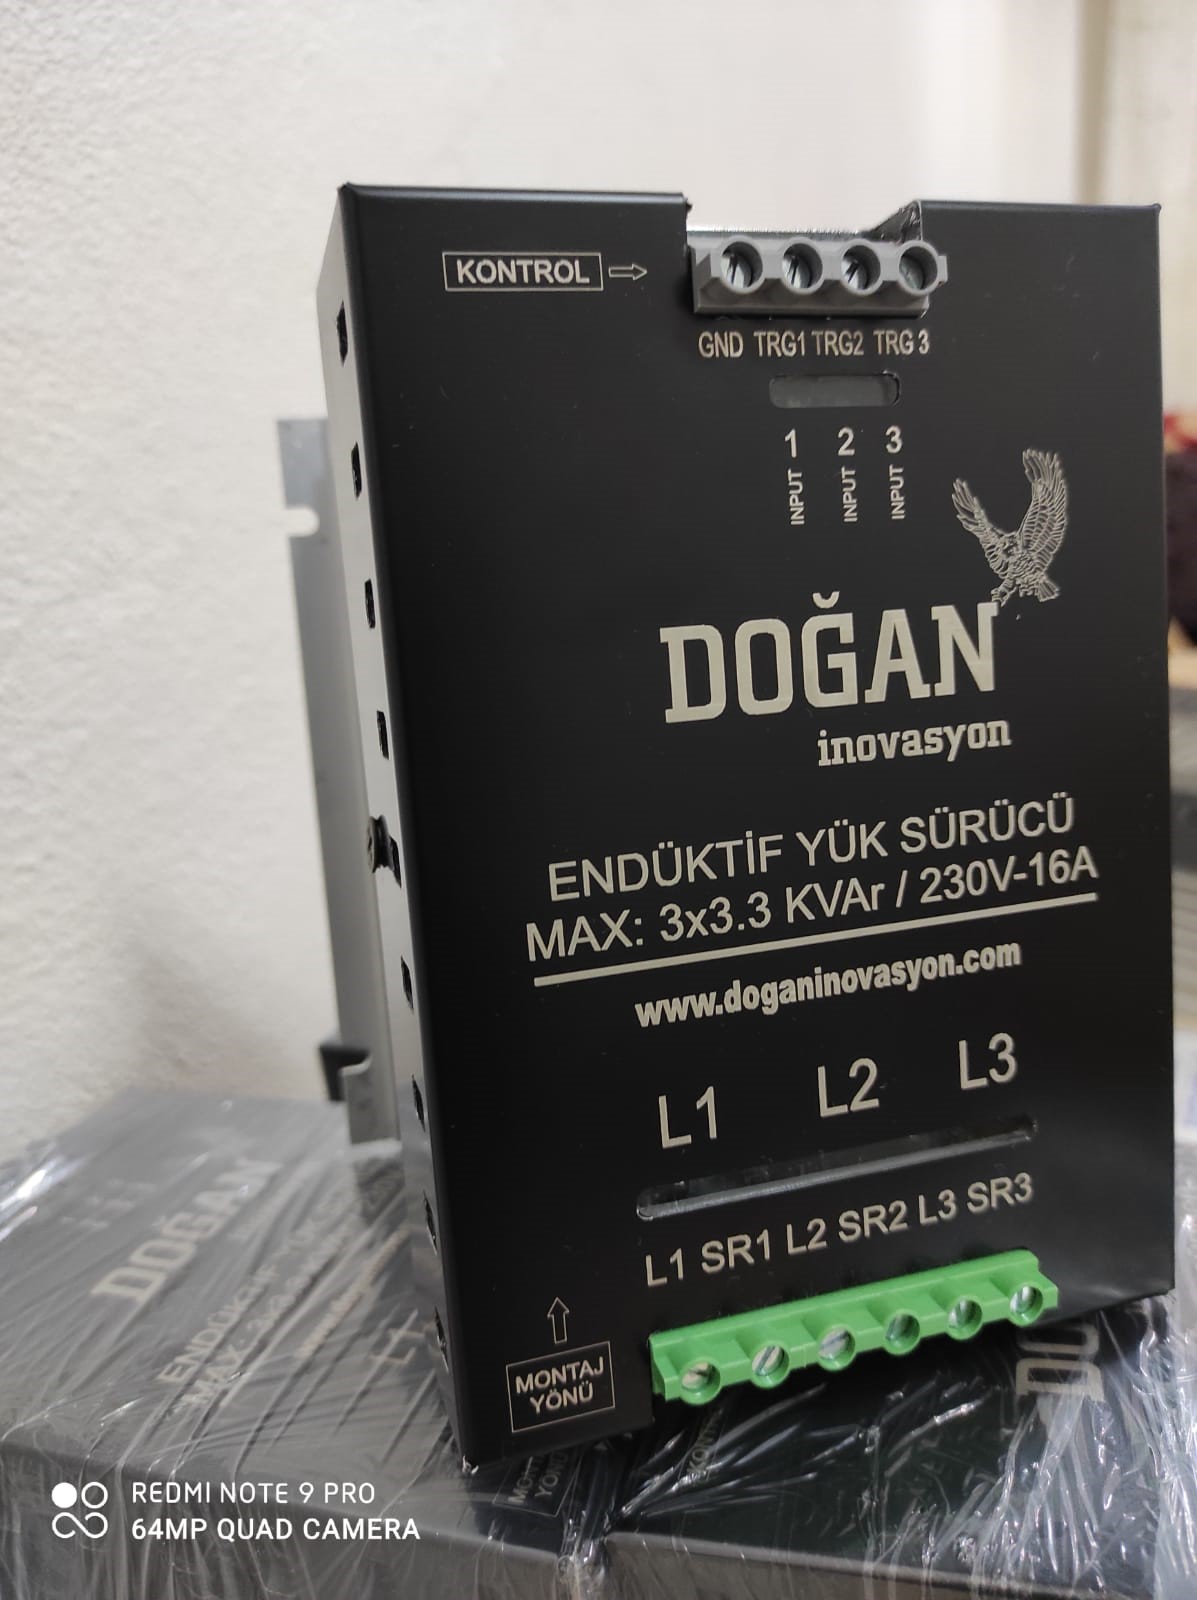 KONTROL
GND TRG1 TRG2 TRG 3
1 2 3
INPUT INPUT INPUT
DOĞAN
inovasyon
ENDÜKTİF YÜK SÜRÜCÜ
MAX: 3x3.3 KVAr / 230V-16A
www.doganinovasyon.com
L1 L2 L3
L1 SR1 L2 SR2 L3 SR3
MONTAJ
YÖNÜ
DOĞAN
ENDÜKTİF YÜK
REDMI NOTE 9 PRO
64MP QUAD CAMERA